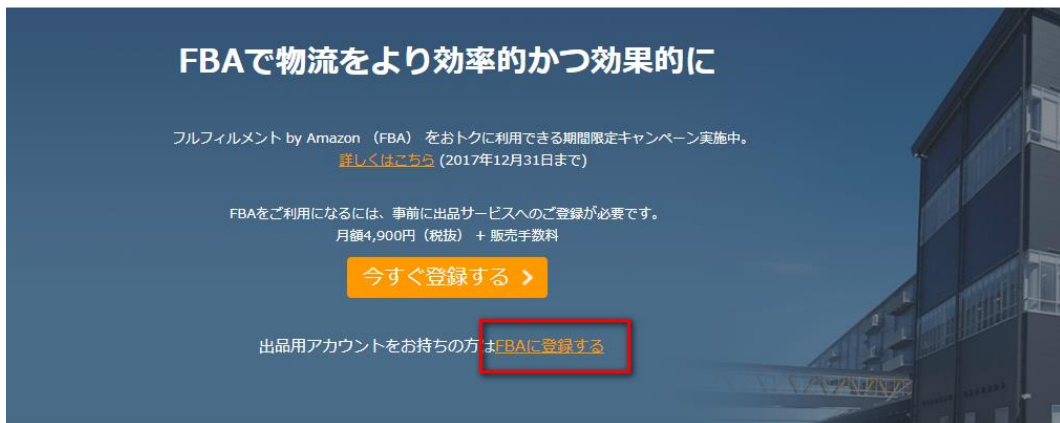 FBAで物流をより効率的かつ効果的に
フルフィルメント by Amazon （FBA） をおトクに利用できる期間限定キャンペーン実施中。
詳しくはこちら (2017年12月31日まで)
FBAをご利用になるには、事前に出品サービスへのご登録が必要です。
月額4,900円（税抜） + 販売手数料
今すぐ登録する
出品用アカウントをお持ちの方はFBAに登録する